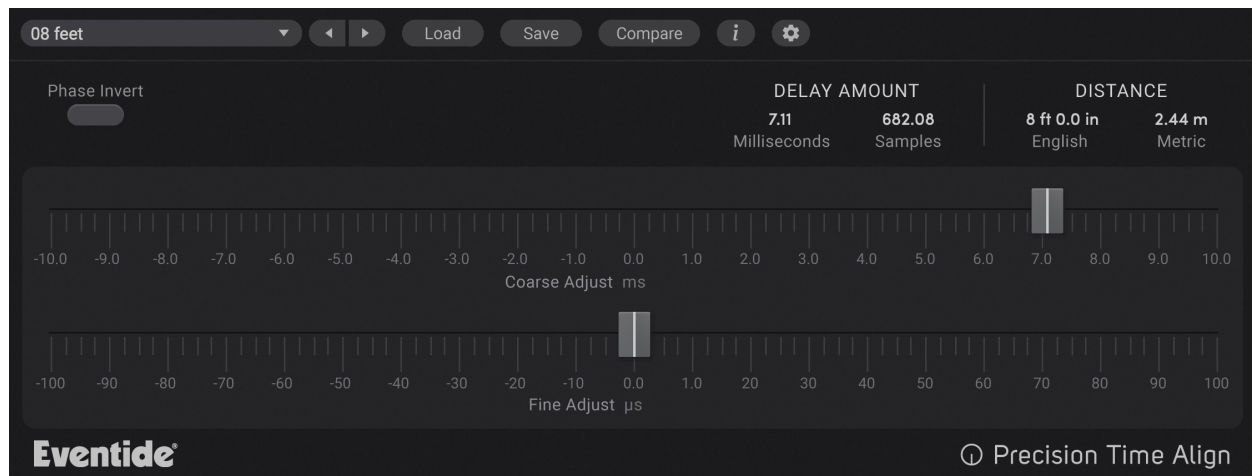 08 feet
Load
Save
Compare
i
Phase Invert
DELAY AMOUNT
DISTANCE
7.11
682.08
8 ft 0.0 in
2.44 m
Milliseconds
Samples
English
Metric
-10.0 -9.0 -8.0 -7.0 -6.0 -5.0 -4.0 -3.0 -2.0 -1.0 0.0 1.0 2.0 3.0 4.0 5.0 6.0 7.0 8.0 9.0 10.0
Coarse Adjust ms
-100 -90 -80 -70 -60 -50 -40 -30 -20 -10 0.0 1.0 20 30 40 50 60 70 80 90 100
Fine Adjust µs
Eventide®
Precision Time Align